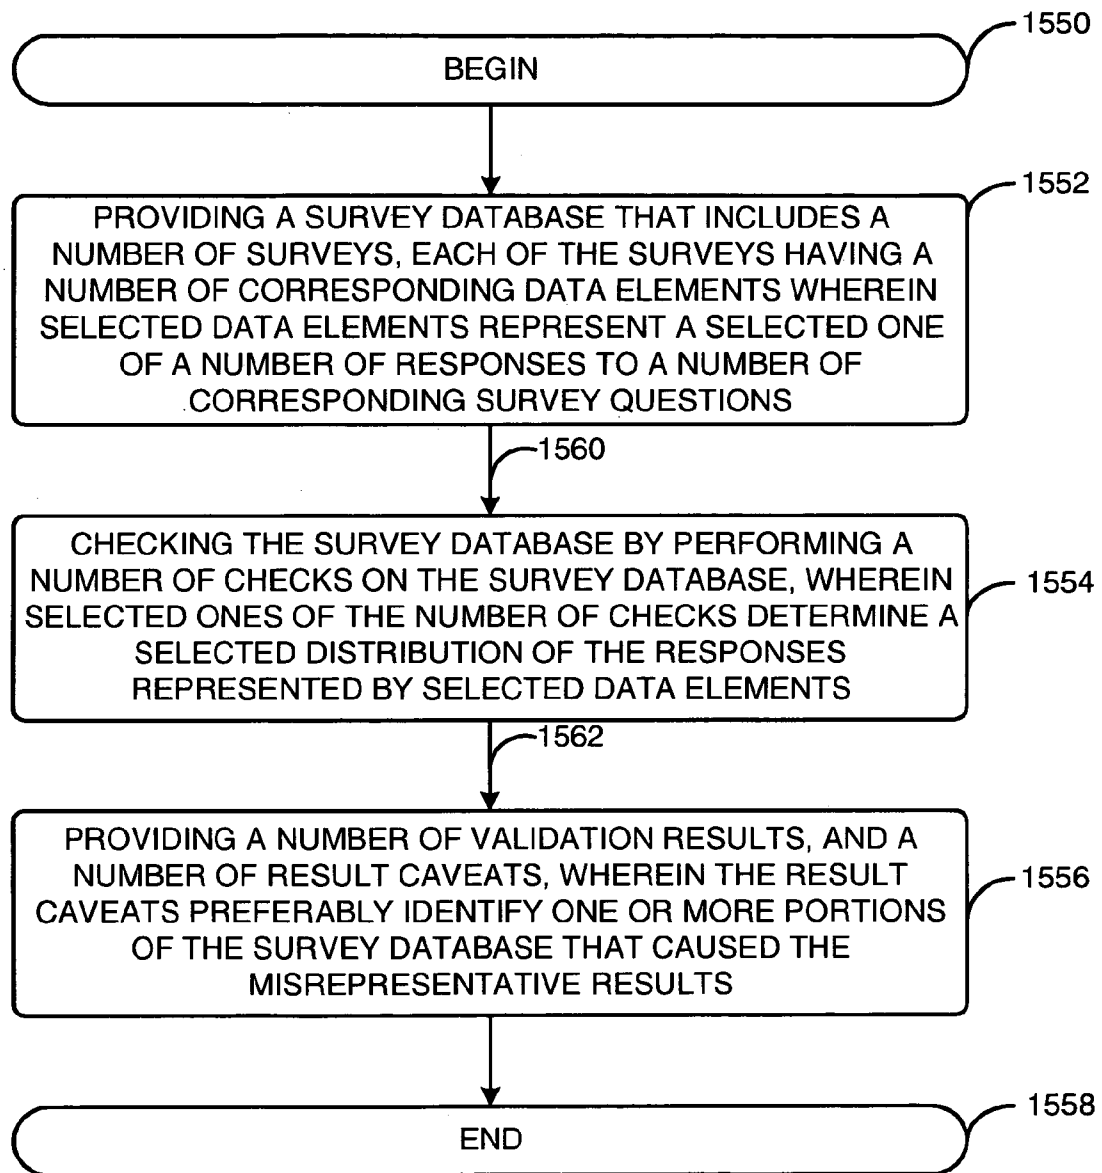 1550
BEGIN
1552
PROVIDING A SURVEY DATABASE THAT INCLUDES A
NUMBER OF SURVEYS, EACH OF THE SURVEYS HAVING A
NUMBER OF CORRESPONDING DATA ELEMENTS WHEREIN
SELECTED DATA ELEMENTS REPRESENT A SELECTED ONE
OF A NUMBER OF RESPONSES TO A NUMBER OF
CORRESPONDING SURVEY QUESTIONS
1560
CHECKING THE SURVEY DATABASE BY PERFORMING A
NUMBER OF CHECKS ON THE SURVEY DATABASE, WHEREIN
SELECTED ONES OF THE NUMBER OF CHECKS DETERMINE A
SELECTED DISTRIBUTION OF THE RESPONSES
REPRESENTED BY SELECTED DATA ELEMENTS
1554
1562
PROVIDING A NUMBER OF VALIDATION RESULTS, AND A
NUMBER OF RESULT CAVEATS, WHEREIN THE RESULT
CAVEATS PREFERABLY IDENTIFY ONE OR MORE PORTIONS
OF THE SURVEY DATABASE THAT CAUSED THE
MISREPRESENTATIVE RESULTS
1556
1558
END